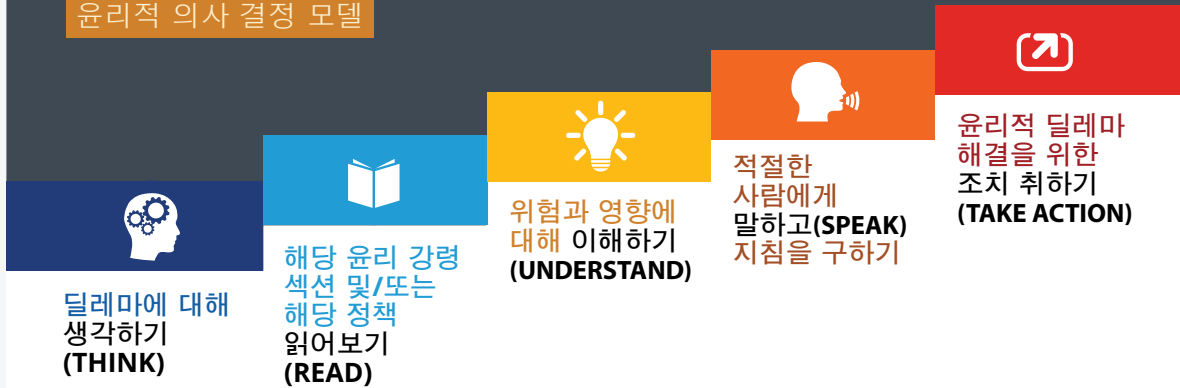 윤리적 의사 결정 모델
딜레마에 대해
생각하기
(THINK)
해당 윤리 강령
섹션 및/또는
해당 정책
읽어보기
(READ)
위험과 영향에
대해 이해하기
(UNDERSTAND)
적절한
사람에게
말하고(SPEAK)
지침을 구하기
윤리적 딜레마
해결을 위한
조치 취하기
(TAKE ACTION)